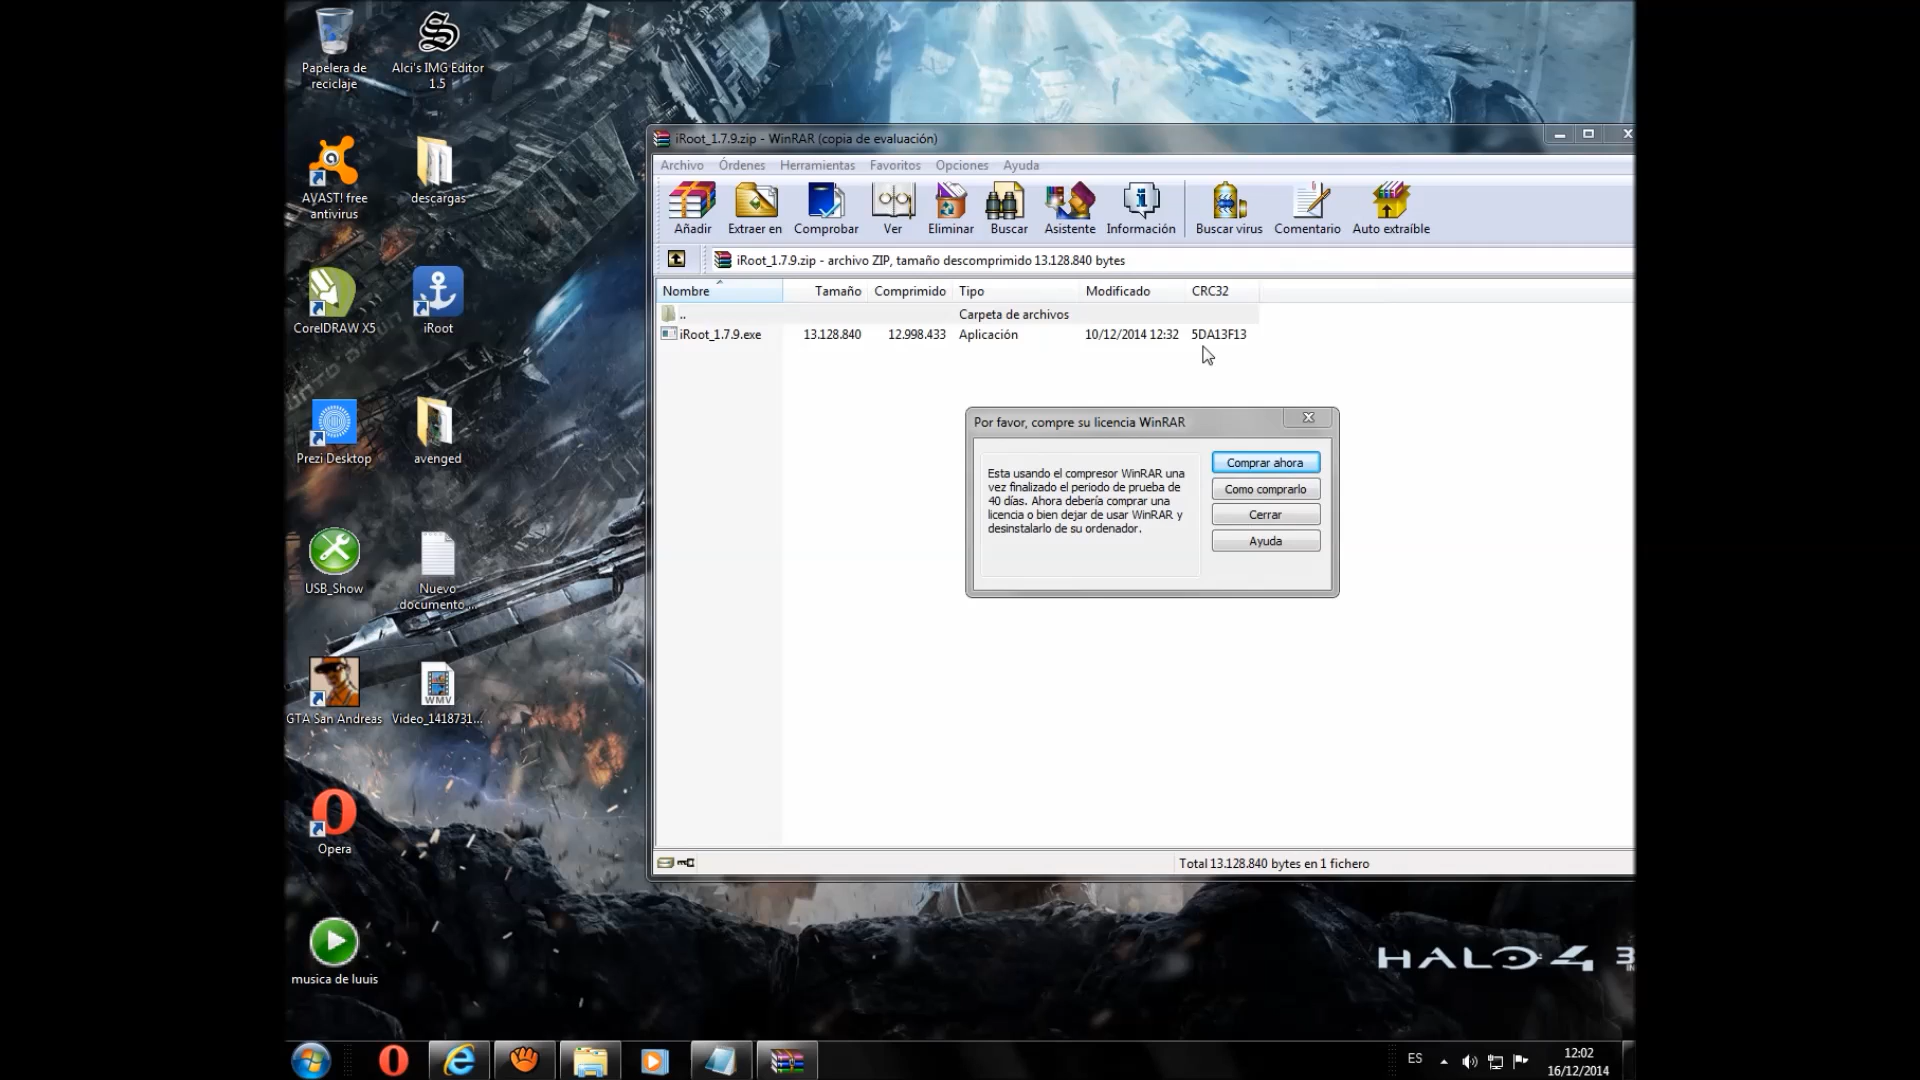 Papelera de
reciclaje
Alci's IMG Editor
1.5
AVAST! free
antivirus
descargas
CorelDRAW X5
iRoot
Prezi Desktop
avenged
USB_Show
Nuevo
documento...
GTA San Andreas
WMV
Video_1418731...
Opera
musica de luuis
iRoot_1.7.9.zip - WinRAR (copia de evaluación)
Archivo Órdenes Herramientas Favoritos Opciones Ayuda
Añadir Extraer en Comprobar Ver Eliminar Buscar Asistente Información Buscar virus Comentario Auto extraíble
iRoot_1.7.9.zip - archivo ZIP, tamaño descomprimido 13.128.840 bytes
Nombre Tamaño Comprimido Tipo Modificado CRC32
.. Carpeta de archivos
iRoot_1.7.9.exe 13.128.840 12.998.433 Aplicación 10/12/2014 12:32 5DA13F13
Por favor, compre su licencia WinRAR
Esta usando el compresor WinRAR una
vez finalizado el periodo de prueba de
40 días. Ahora debería comprar una
licencia o bien dejar de usar WinRAR y
desinstalarlo de su ordenador.
Comprar ahora
Como comprarlo
Cerrar
Ayuda
Total 13.128.840 bytes en 1 fichero
HALO 4
ES
12:02
16/12/2014